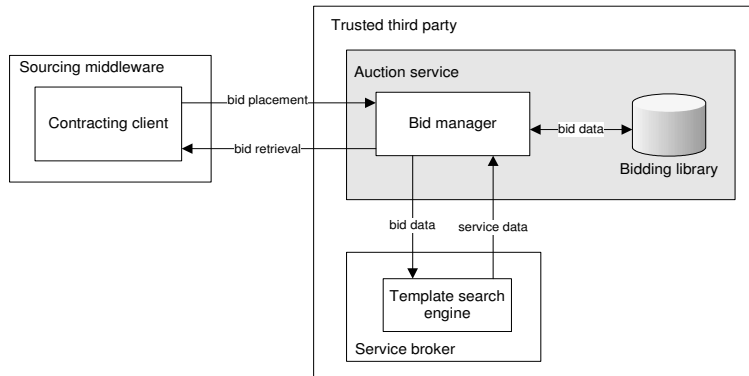 Trusted third party
Sourcing middleware
Auction service
Contracting client
bid placement
Bid manager
bid data
bid retrieval
Bidding library
bid data
service data
Template search
engine
Service broker